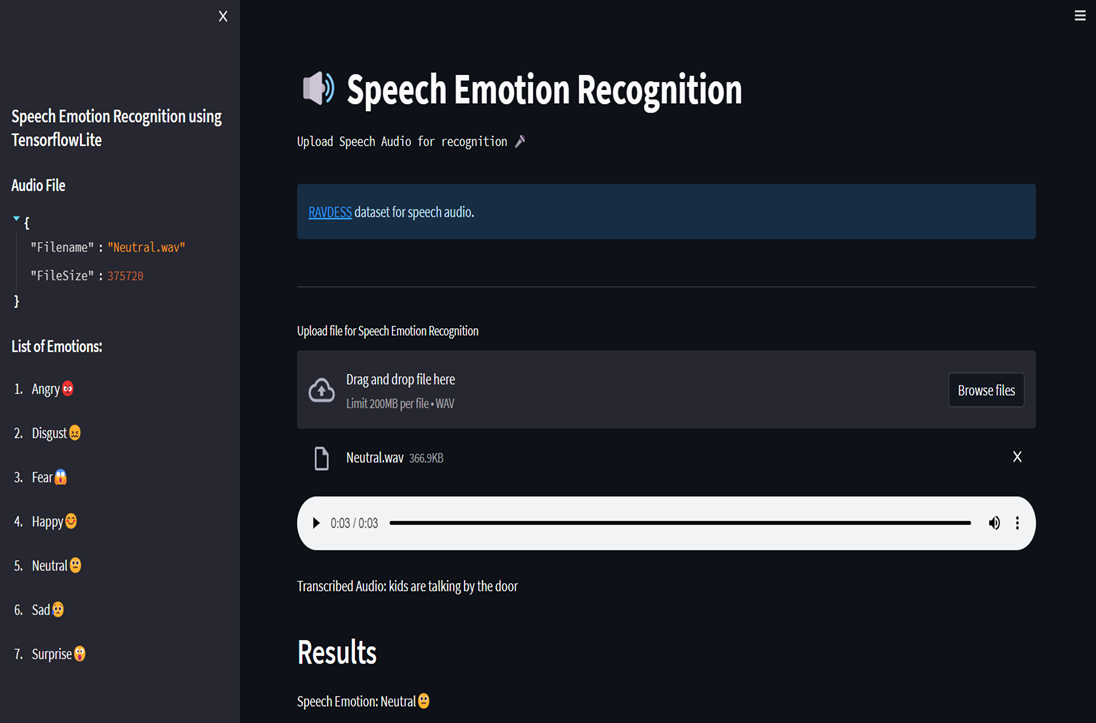 X
Speech Emotion Recognition using
TensorflowLite
Audio File
{
"Filename" : "Neutral.wav"
"FileSize" : 375720
}
List of Emotions:
1. Angry👹
2. Disgust😖
3. Fear😱
4. Happy😊
5. Neutral😐
6. Sad😢
7. Surprise😲
🔊 Speech Emotion Recognition
Upload Speech Audio for recognition 🎤
RAVDESS dataset for speech audio.
Upload file for Speech Emotion Recognition
Drag and drop file here
Limit 200MB per file • WAV
Browse files
Neutral.wav 366.9KB
X
0:03 / 0:03
Transcribed Audio: kids are talking by the door
Results
Speech Emotion: Neutral😐